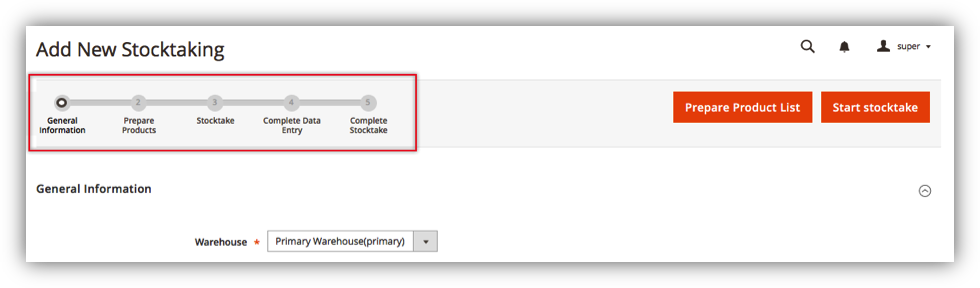 Add New Stocktaking
super
2 3 4 5
General Information
Prepare Products
Stocktake
Complete Data Entry
Complete Stocktake
Prepare Product List
Start stocktake
General Information
Warehouse * Primary Warehouse(primary)